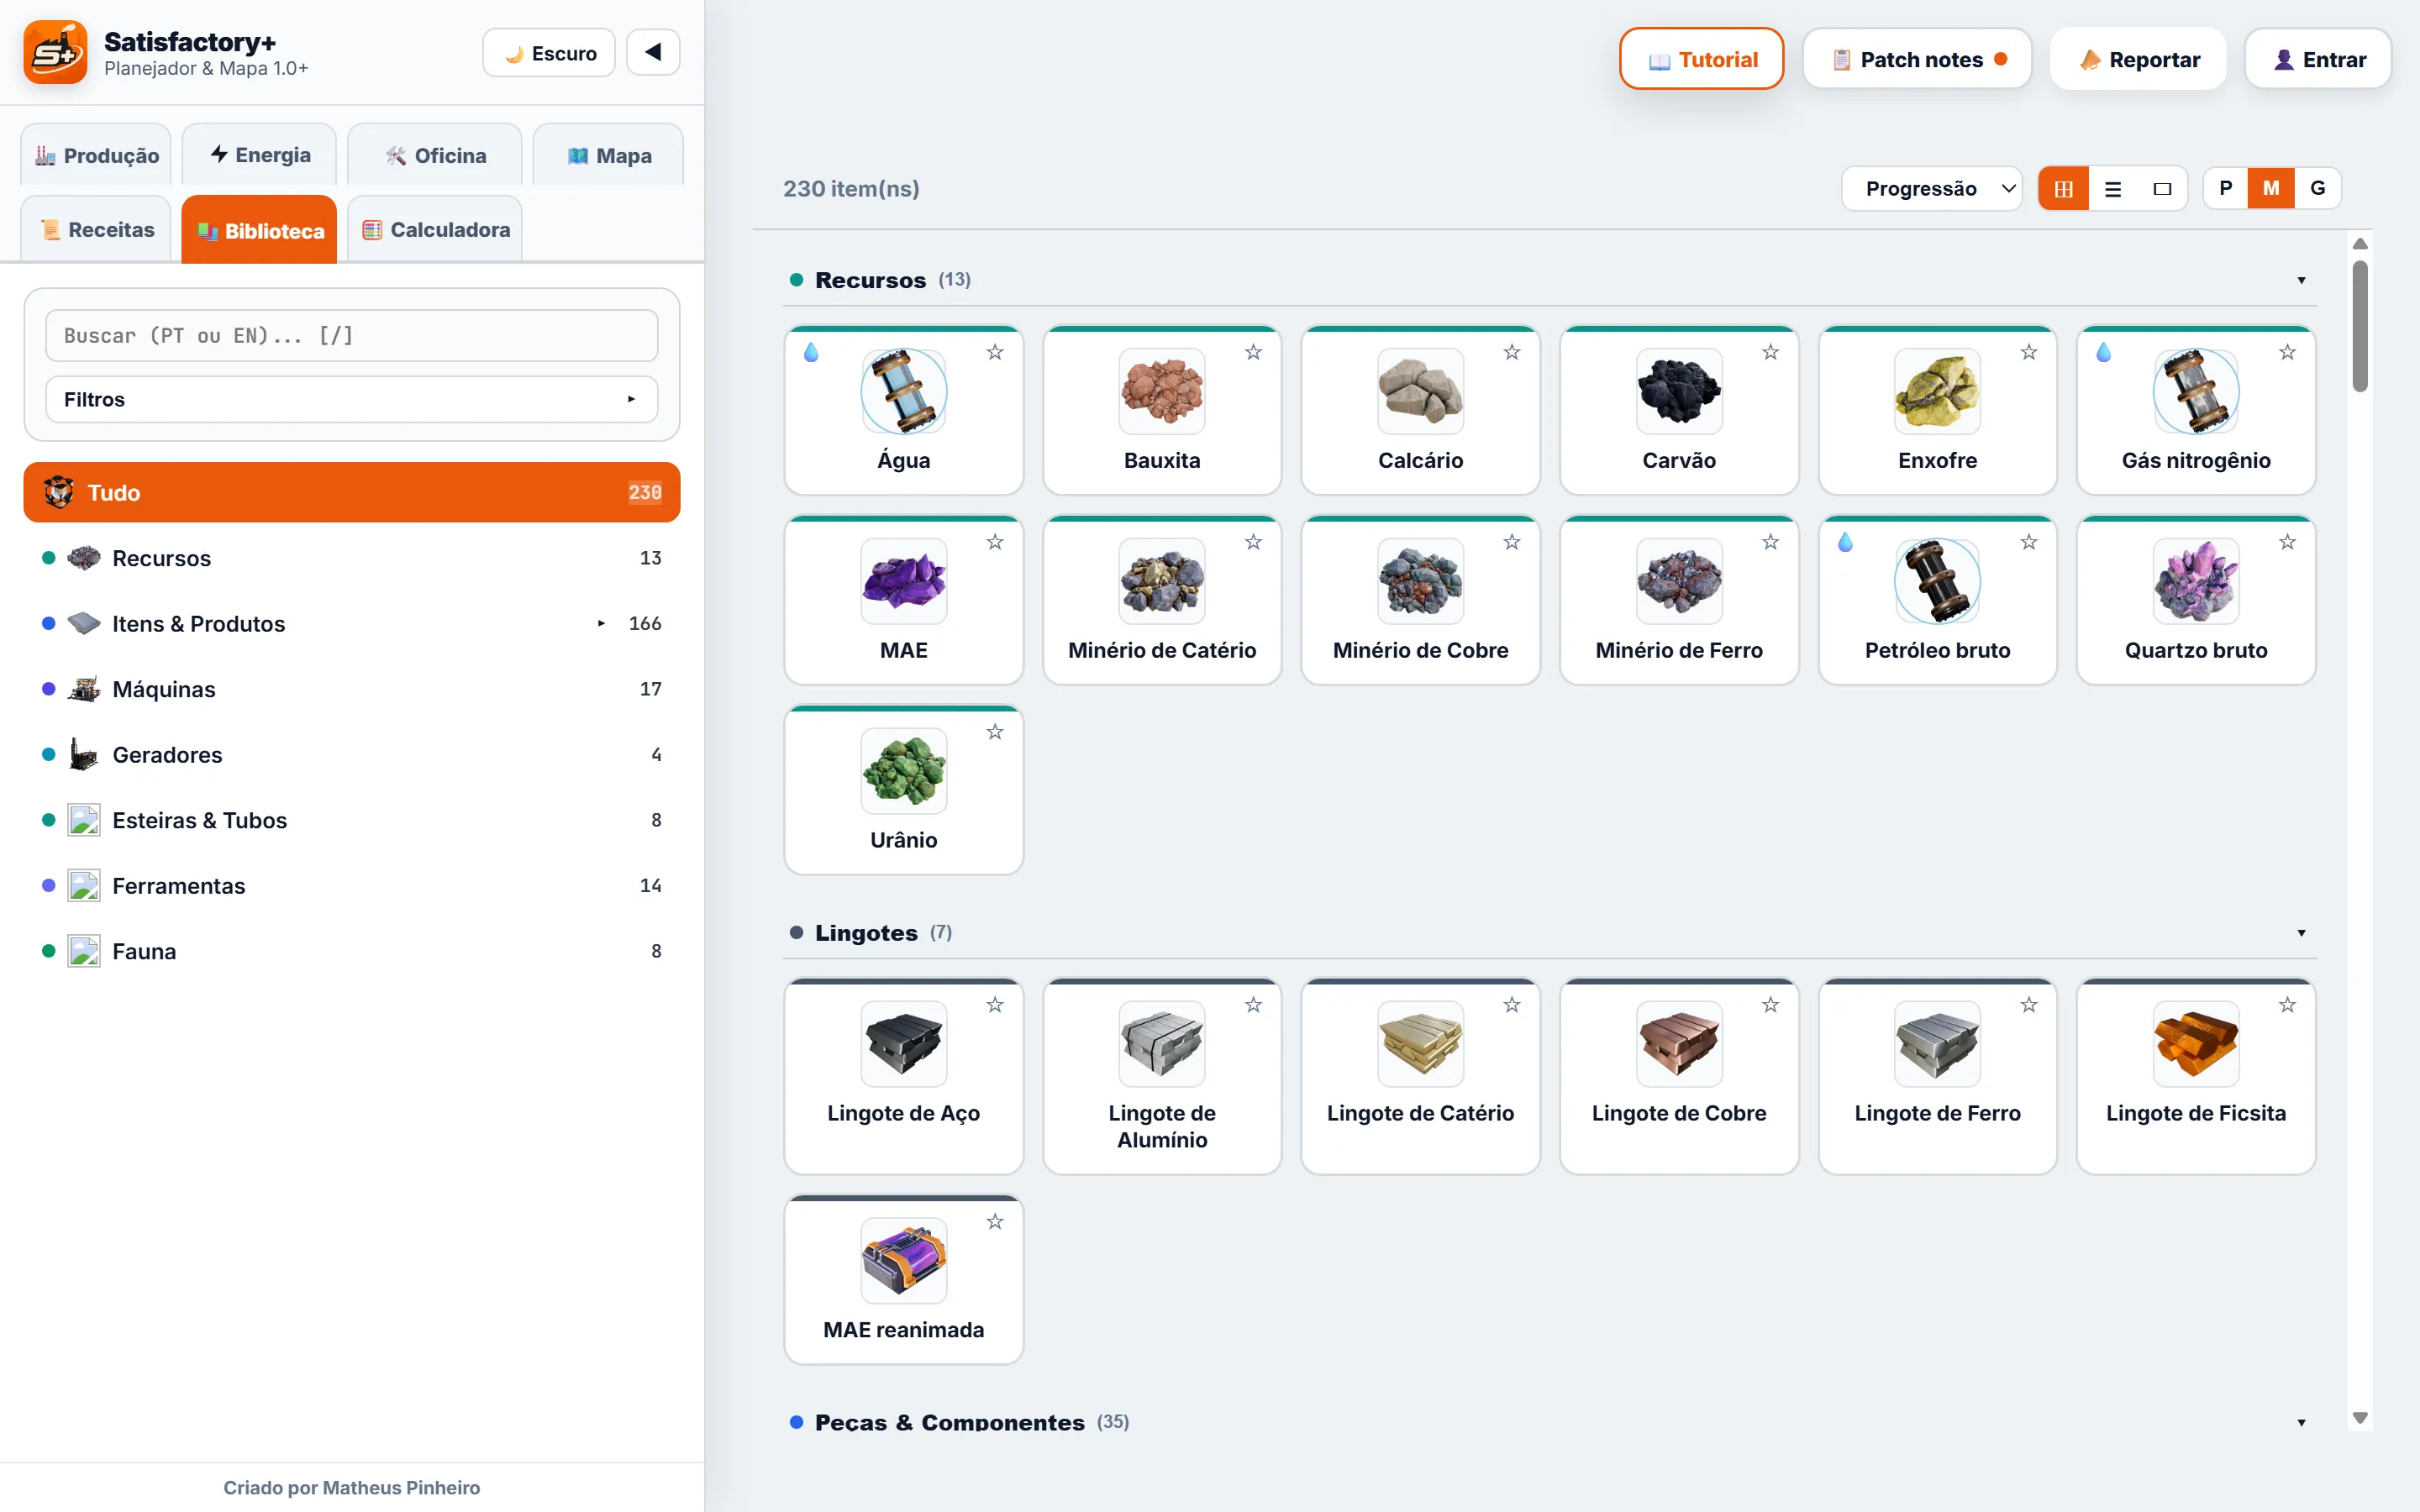 Satisfactory+
Planejador & Mapa 1.0+
🌙 Escuro
◀
📖 Tutorial
📋 Patch notes
📣 Reportar
👤 Entrar
🏭 Produção
⚡ Energia
🛠 Oficina
🗺 Mapa
📜 Receitas
📚 Biblioteca
🧮 Calculadora
Buscar (PT ou EN)... [/]
Filtros ▸
Tudo 230
Recursos 13
Itens & Produtos ▸ 166
Máquinas 17
Geradores 4
Esteiras & Tubos 8
Ferramentas 14
Fauna 8
Criado por Matheus Pinheiro
230 item(ns)
Progressão
P M G
Recursos (13)
Água
Bauxita
Calcário
Carvão
Enxofre
Gás nitrogênio
MAE
Minério de Catério
Minério de Cobre
Minério de Ferro
Petróleo bruto
Quartzo bruto
Urânio
Lingotes (7)
Lingote de Aço
Lingote de
Alumínio
Lingote de Catério
Lingote de Cobre
Lingote de Ferro
Lingote de Ficsita
MAE reanimada
Peças & Componentes (35)